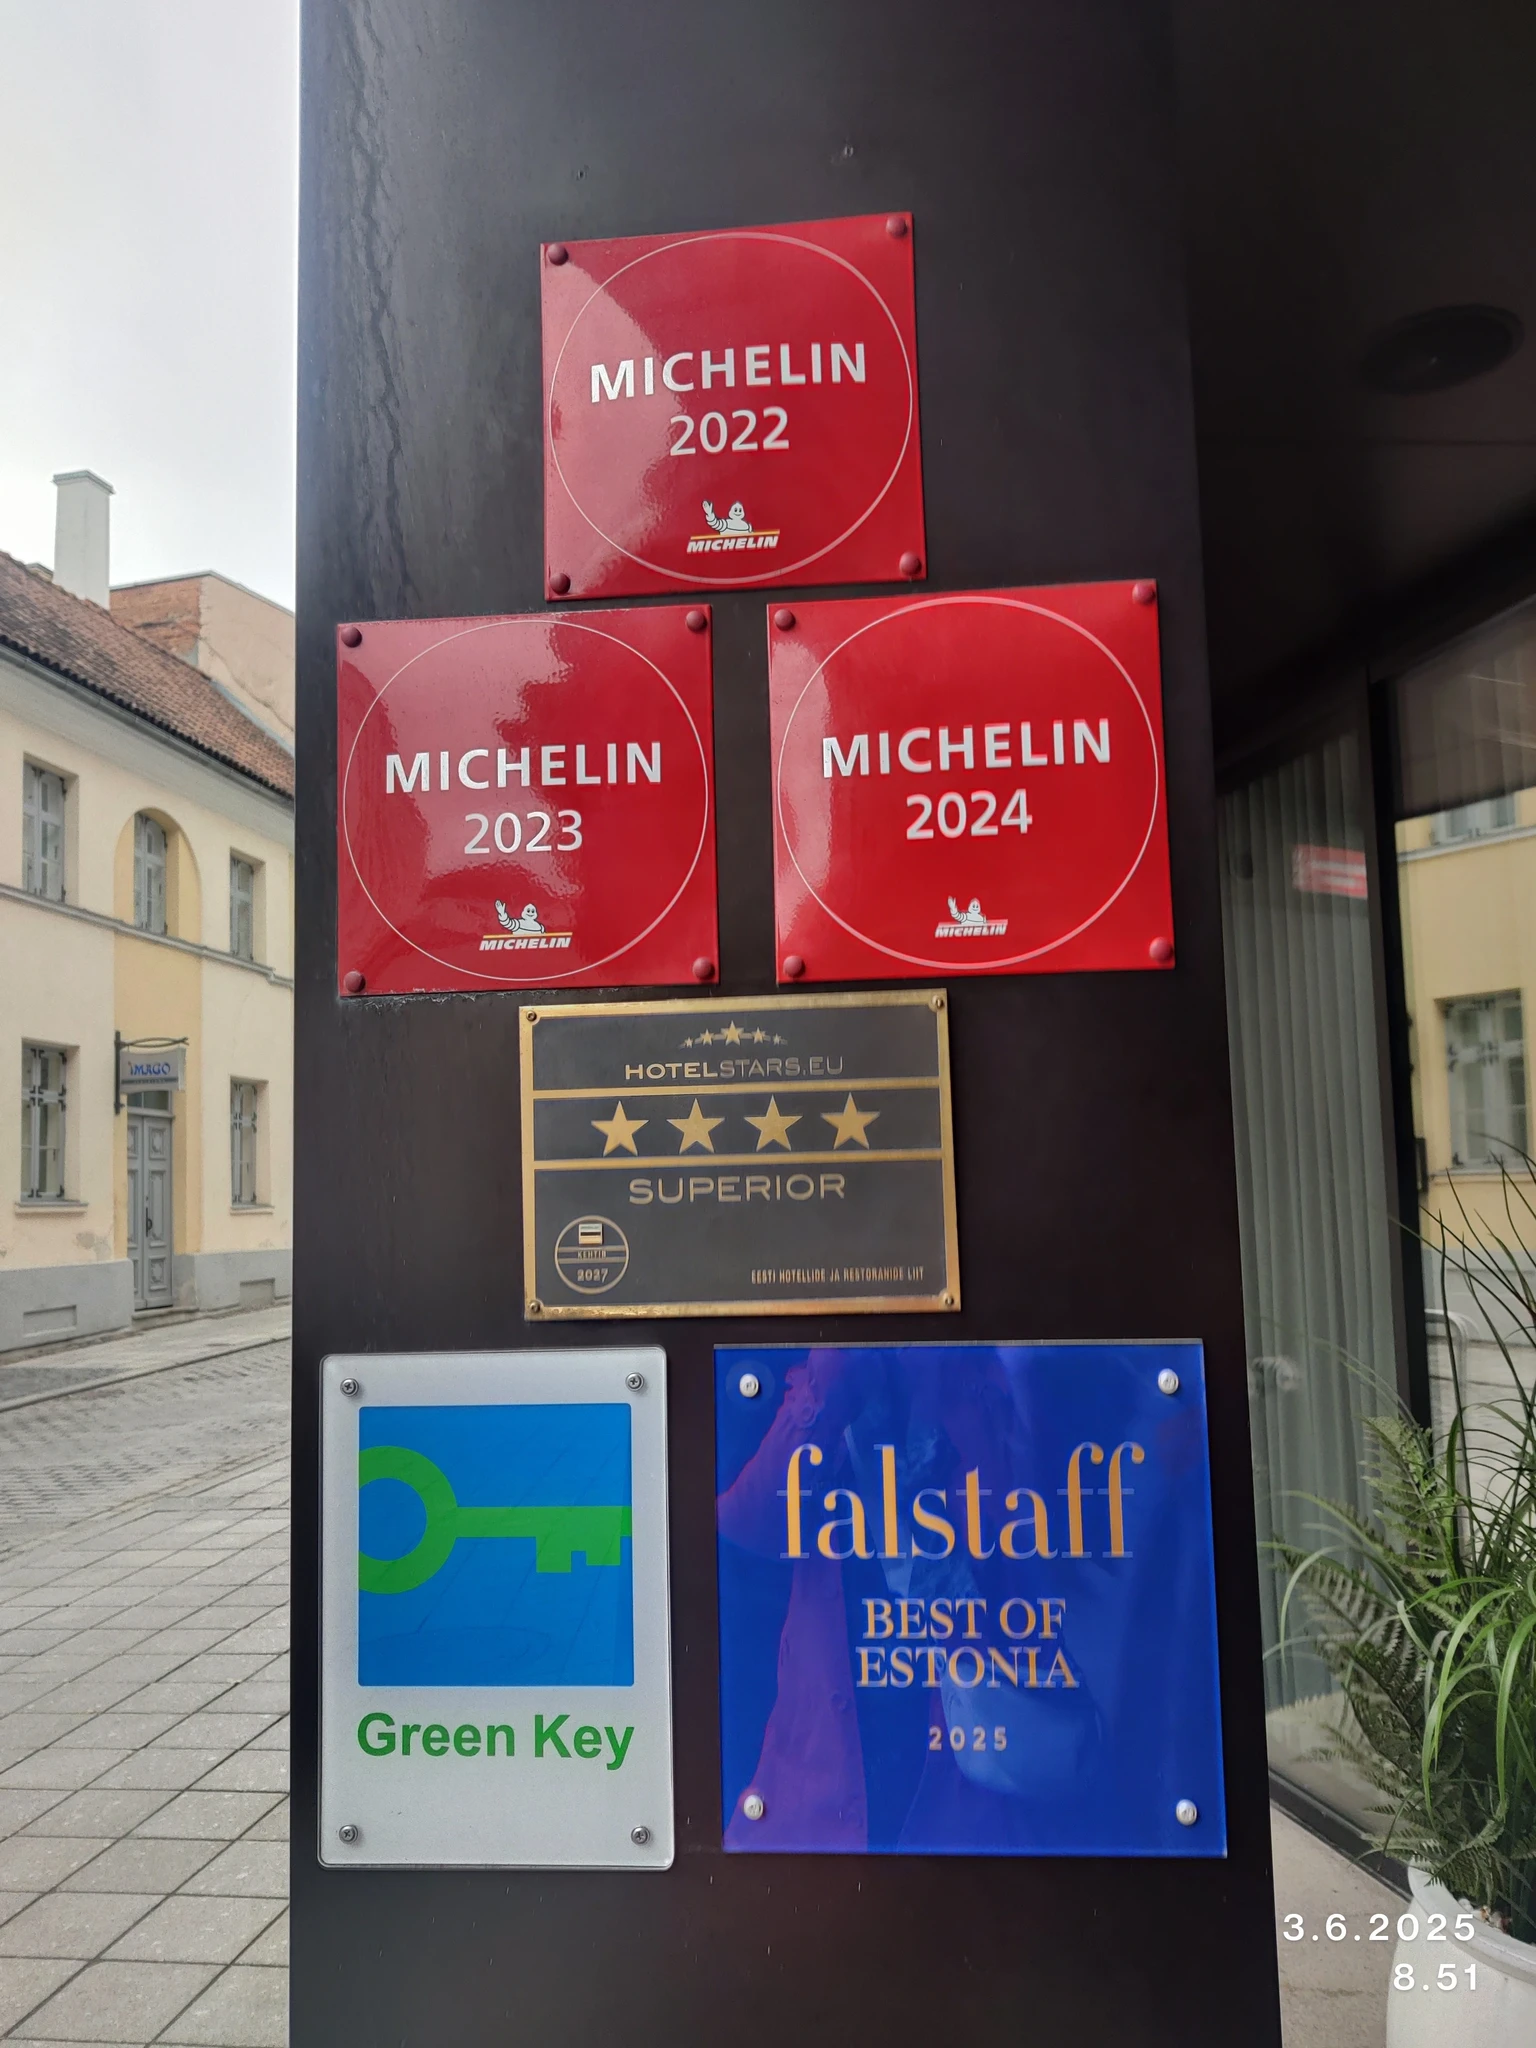 MICHELIN
2022
MICHELIN
MICHELIN
2023
MICHELIN
MICHELIN
2024
MICHELIN
HOTELSTARS.EU
SUPERIOR
KEHTIB
2027
EESTI HOTELLIDE JA RESTORANIDE LIIT
IMAGO
Green Key
falstaff
BEST OF
ESTONIA
2025
3.6.2025
8.51